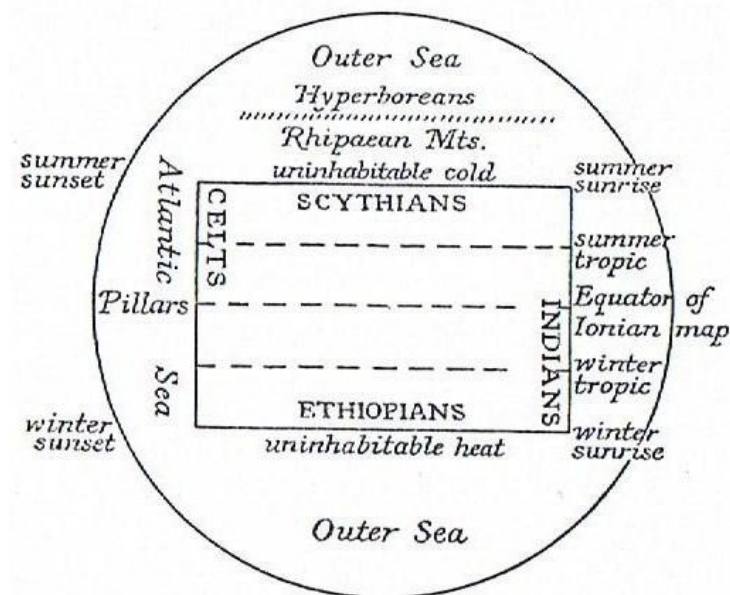 Outer Sea
Hyperboreans
Rhipaean Mts.
uninhabitable cold
summer
sunset
summer
sunrise
Atlantic
CELTS
SCYTHIANS
summer
tropic
Pillars
Equator of
Ionian map
INDIANS
winter
tropic
Sea
ETHIOPIANS
winter
sunset
winter
sunrise
uninhabitable heat
Outer Sea